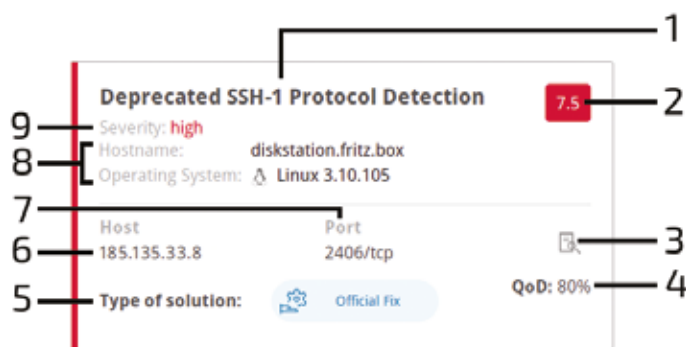 1
Deprecated SSH-1 Protocol Detection
7.5
2
9
Severity: high
8
Hostname: diskstation.fritz.box
Operating System: Linux 3.10.105
7
Host Port
6
185.135.33.8 2406/tcp
3
5
Type of solution: Official Fix
QoD: 80%
4